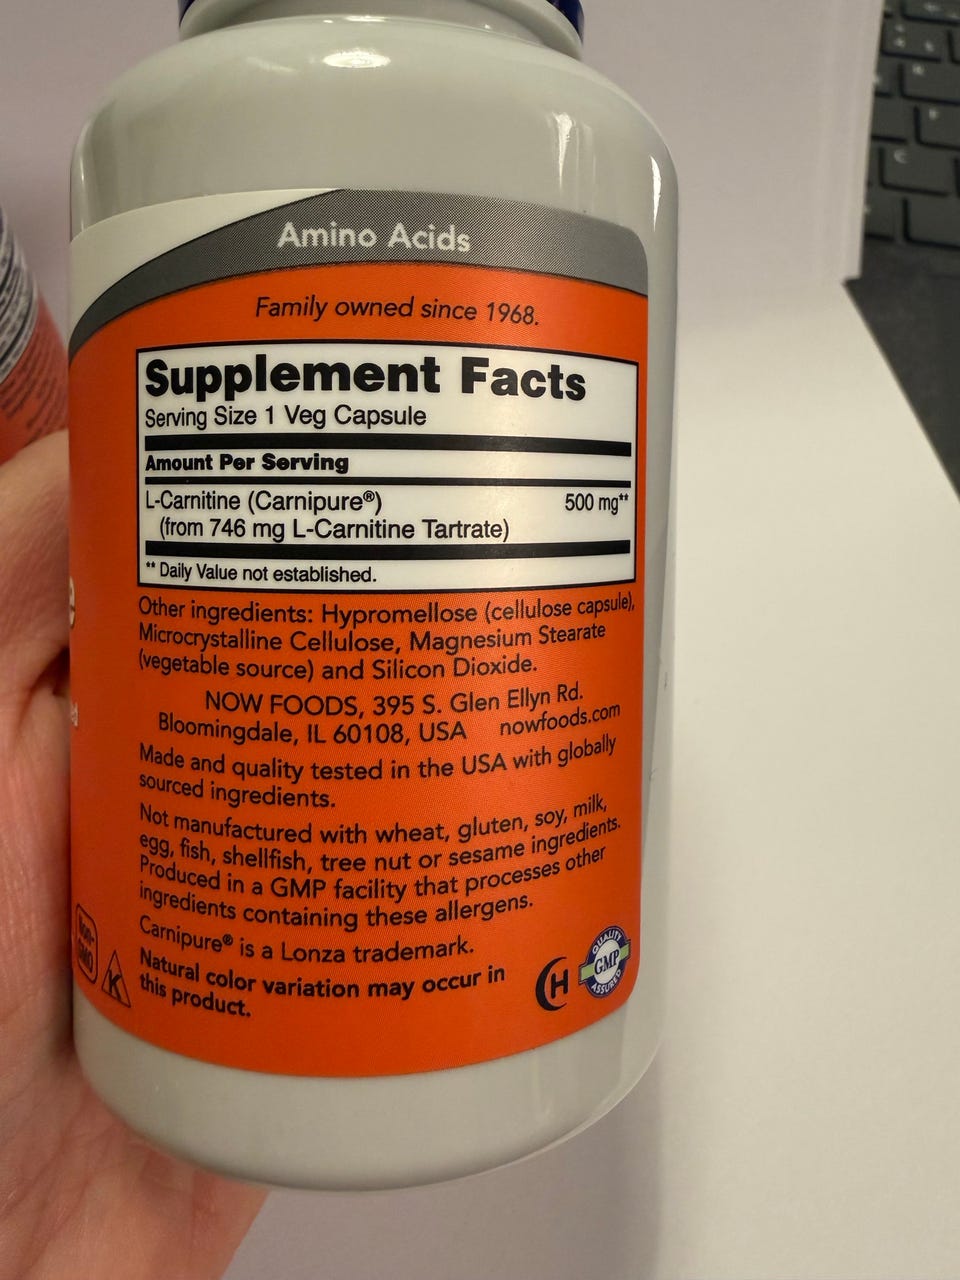 Amino Acids
Family owned since 1968.
Supplement Facts
Serving Size 1 Veg Capsule
Amount Per Serving
L-Carnitine (Carnipure®) 500 mg**
(from 746 mg L-Carnitine Tartrate)
** Daily Value not established.
Other ingredients: Hypromellose (cellulose capsule),
Microcrystalline Cellulose, Magnesium Stearate
(vegetable source) and Silicon Dioxide.
NOW FOODS, 395 S. Glen Ellyn Rd.
Bloomingdale, IL 60108, USA nowfoods.com
Made and quality tested in the USA with globally
sourced ingredients.
Not manufactured with wheat, gluten, soy, milk,
egg, fish, shellfish, tree nut or sesame ingredients.
Produced in a GMP facility that processes other
ingredients containing these allergens.
Carnipure® is a Lonza trademark.
Natural color variation may occur in
this product.
Non-
GMO
K
H
QUALITY
GMP
ASSURED